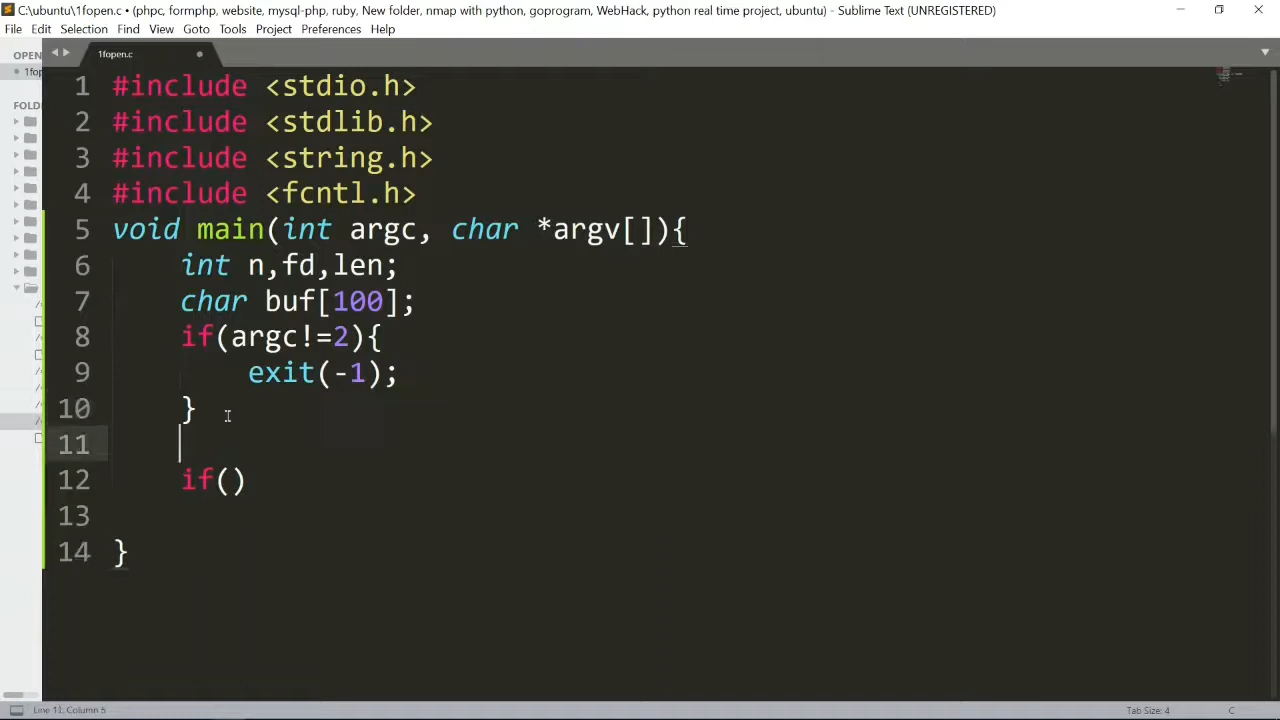 C:\ubuntu\1fopen.c • (phpc, formphp, website, mysql-php, ruby, New folder, nmap with python, goprogram, WebHack, python real time project, ubuntu) - Sublime Text (UNREGISTERED)
File Edit Selection Find View Goto Tools Project Preferences Help
OPEN
1fopen.c
1fop
FOLD
1 #include <stdio.h>
2 #include <stdlib.h>
3 #include <string.h>
4 #include <fcntl.h>
5 void main(int argc, char *argv[]){
6 int n,fd,len;
7 char buf[100];
8 if(argc!=2){
9 exit(-1);
10 }
11
12 if()
13
14 }
Line 11, Column 5 Tab Size: 4 C